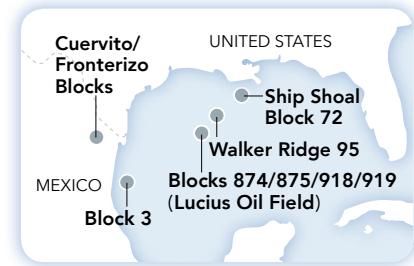 Cuervito/
Fronterizo
Blocks
UNITED STATES
Ship Shoal
Block 72
Walker Ridge 95
Blocks 874/875/918/919
(Lucius Oil Field)
MEXICO
Block 3